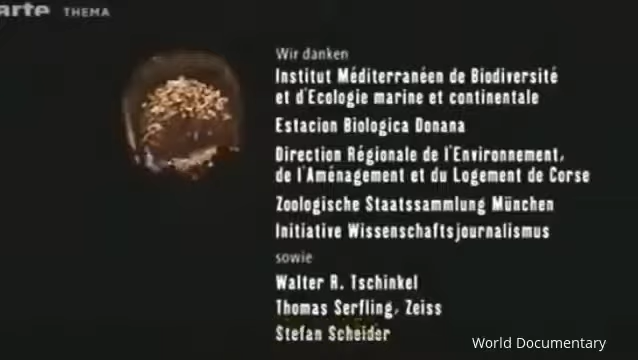 arte THEMA
Wir danken
Institut Méditerranéen de Biodiversité
et d'Ecologie marine et continentale
Estacion Biologica Donana
Direction Régionale de l'Environnement,
de l'Aménagement et du Logement de Corse
Zoologische Staatssammlung München
Initiative Wissenschaftsjournalismus
sowie
Walter R. Tschinkel
Thomas Serfling, Zeiss
Stefan Scheider
World Documentary